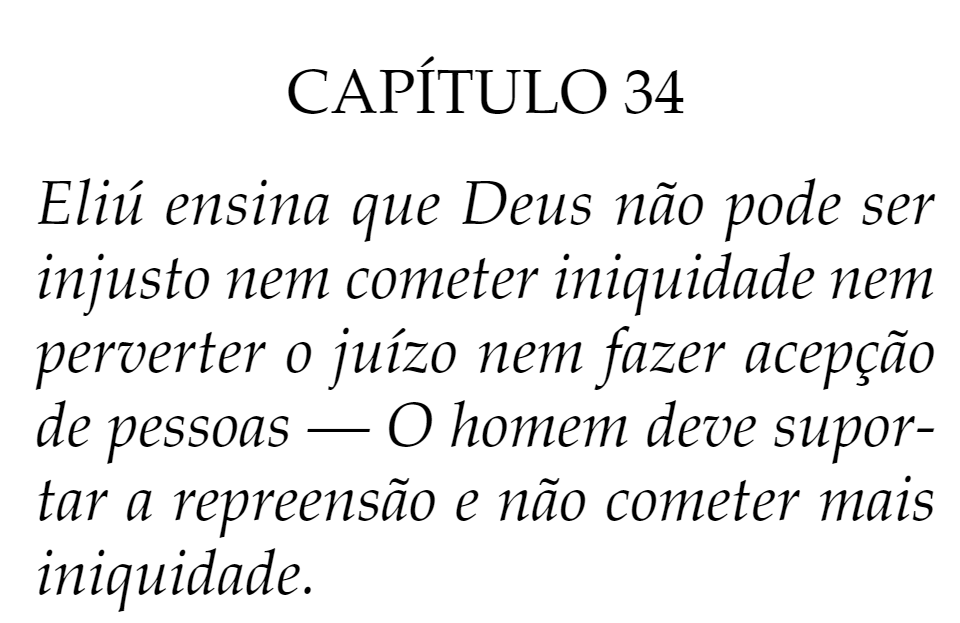 CAPÍTULO 34
Eliú ensina que Deus não pode ser
injusto nem cometer iniquidade nem
perverter o juízo nem fazer acepção
de pessoas — O homem deve supor-
tar a repreensão e não cometer mais
iniquidade.